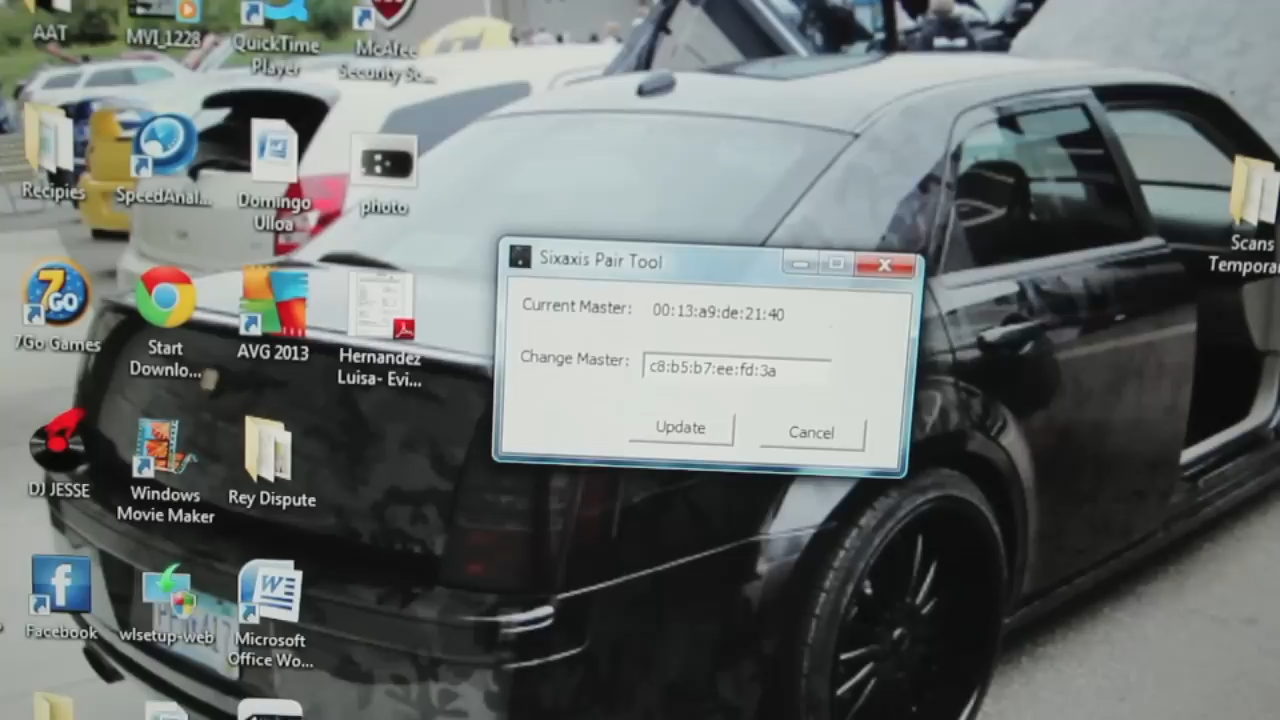 AAT
MVI_1228
QuickTime
Player
McAfee
Security Sc...
Recipies
SpeedAnal...
Domingo
Ulloa
photo
Scans
Tempora
Sixaxis Pair Tool
Current Master: 00:13:a9:de:21:40
Change Master: c8:b5:b7:ee:fd:3a
Update
Cancel
7
GO
7Go Games
Start
Downlo...
AVG 2013
Hernandez
Luisa- Evi...
DJ JESSE
Windows
Movie Maker
Rey Dispute
f
Facebook
wlsetup-web
W
Microsoft
Office Wo...